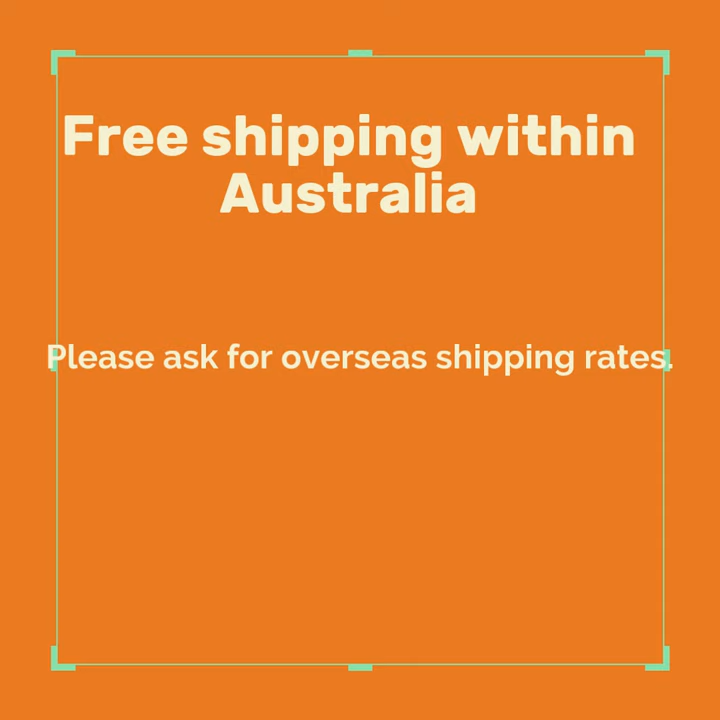 Free shipping within
Australia
Please ask for overseas shipping rates.